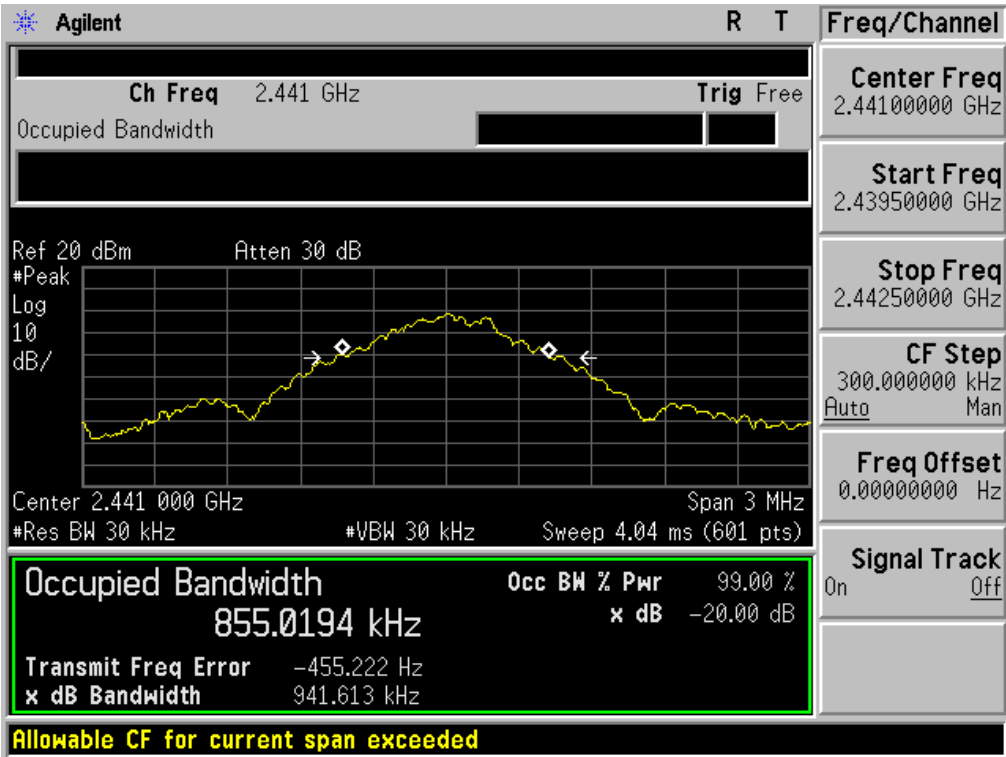 Agilent R T
Freq/Channel
Ch Freq 2.441 GHz Trig Free
Occupied Bandwidth
Ref 20 dBm Atten 30 dB
#Peak
Log
10
dB/
Center 2.441 000 GHz Span 3 MHz
#Res BW 30 kHz #VBW 30 kHz Sweep 4.04 ms (601 pts)
Occupied Bandwidth
855.0194 kHz
Occ BW % Pwr 99.00 %
x dB -20.00 dB
Transmit Freq Error -455.222 Hz
x dB Bandwidth 941.613 kHz
Allowable CF for current span exceeded
Center Freq
2.44100000 GHz
Start Freq
2.43950000 GHz
Stop Freq
2.44250000 GHz
CF Step
300.000000 kHz
Auto Man
Freq Offset
0.00000000 Hz
Signal Track
On Off